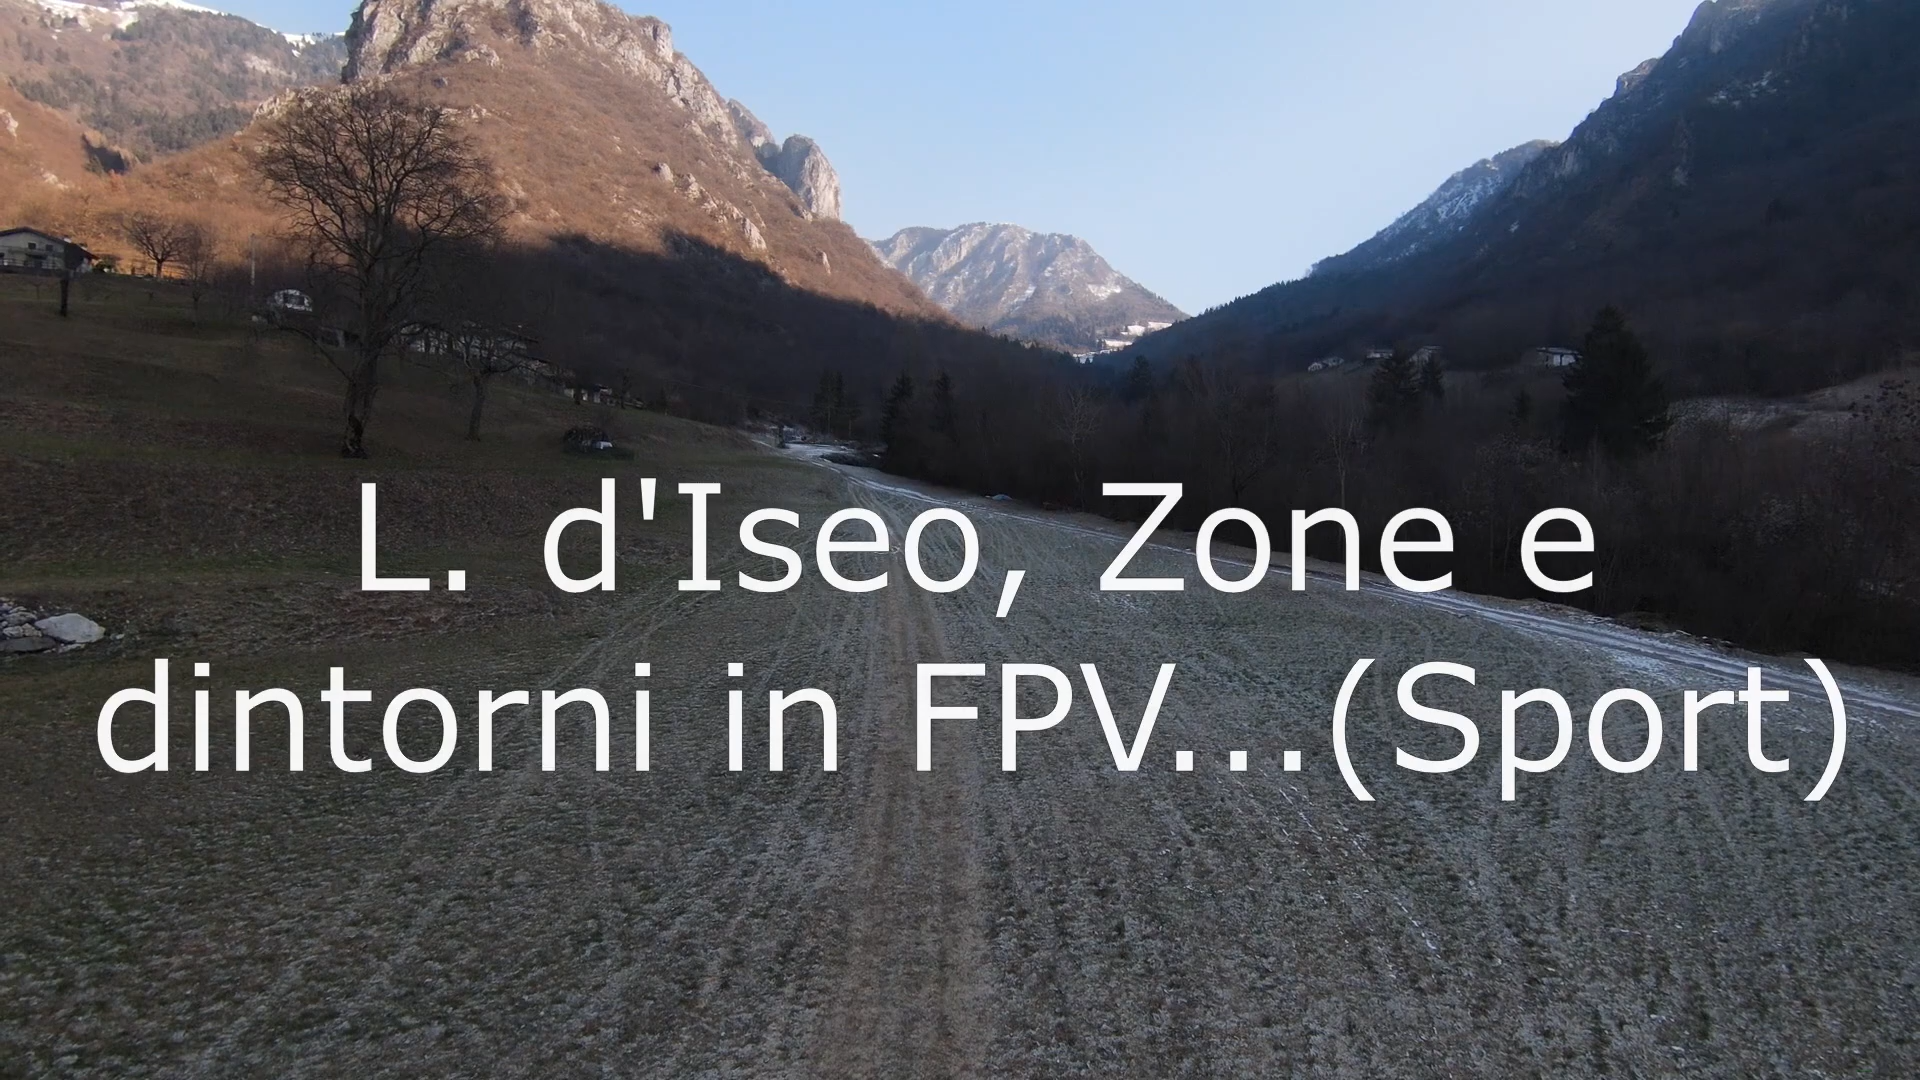 L. d'Iseo, Zone e
dintorni in FPV...(Sport)